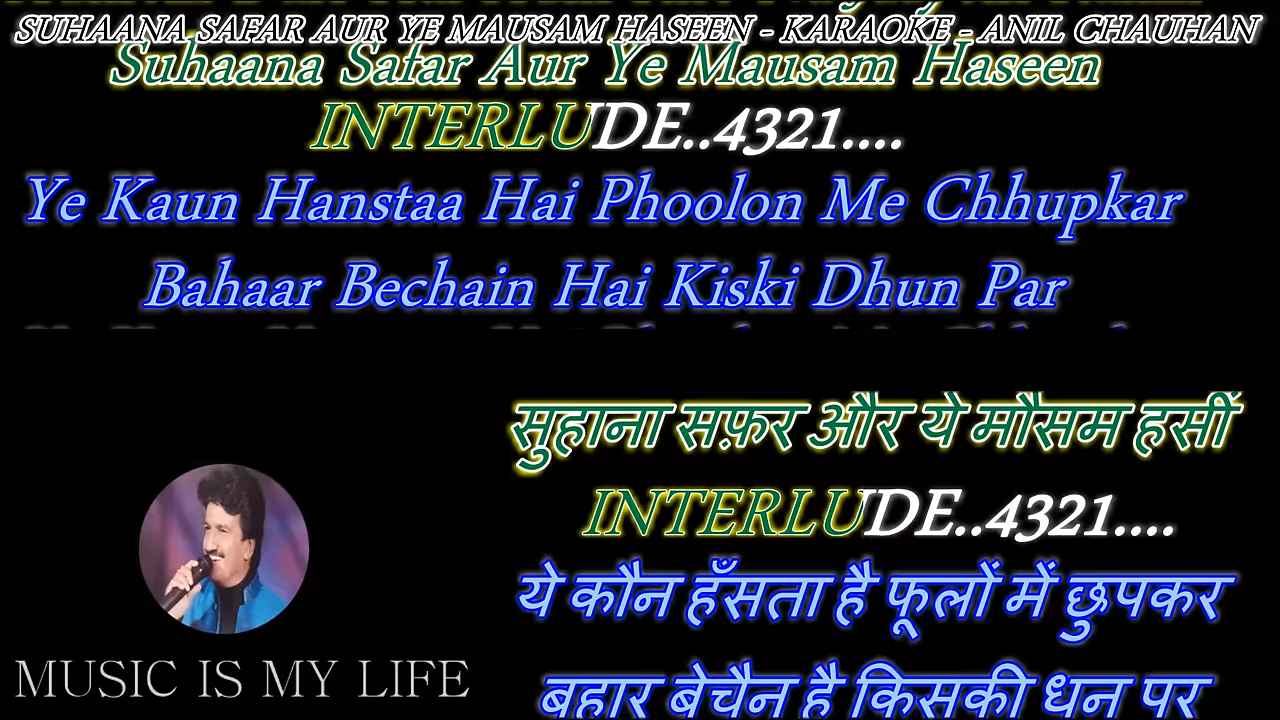 SUHAANA SAFAR AUR YE MAUSAM HASEEN - KARAOKE - ANIL CHAUHAN
Suhaana Safar Aur Ye Mausam Haseen
INTERLUDE..4321....
Ye Kaun Hanstaa Hai Phoolon Me Chhupkar
Bahaar Bechain Hai Kiski Dhun Par
सुहाना सफ़र और ये मौसम हसीं
INTERLUDE..4321....
ये कौन हँसता है फूलों में छुपकर
बहार बेचैन है किसकी धुन पर
MUSIC IS MY LIFE